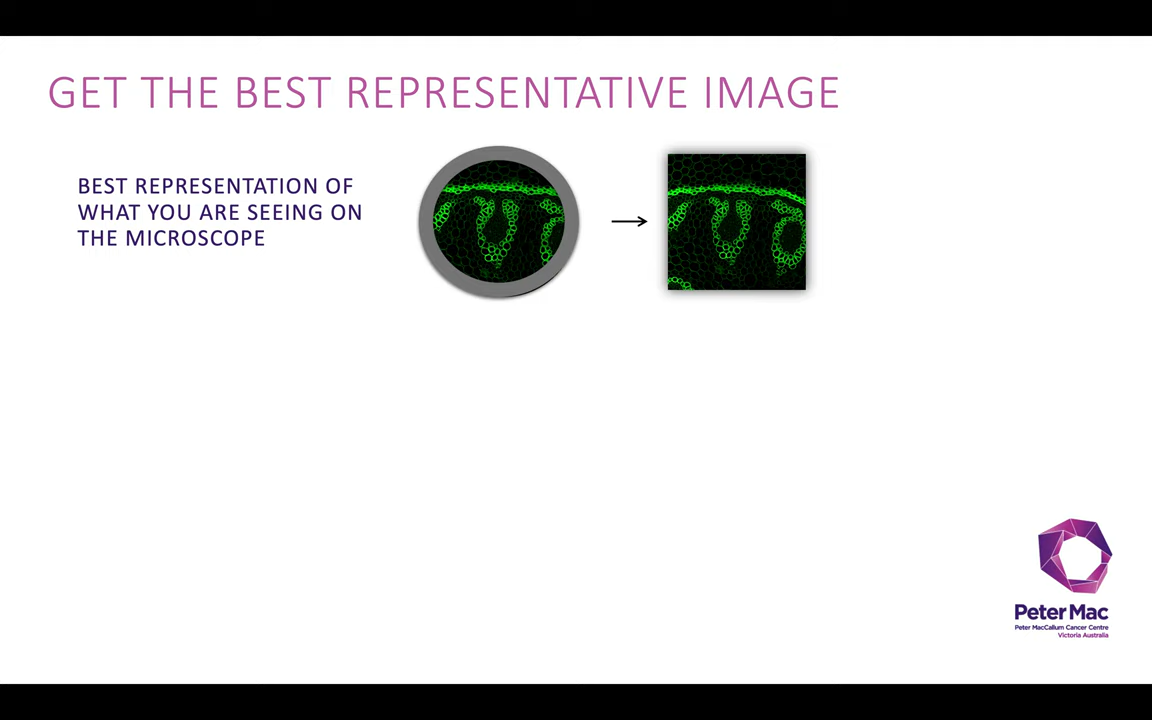 GET THE BEST REPRESENTATIVE IMAGE
BEST REPRESENTATION OF
WHAT YOU ARE SEEING ON
THE MICROSCOPE
Peter Mac
Peter MacCallum Cancer Centre
Victoria Australia